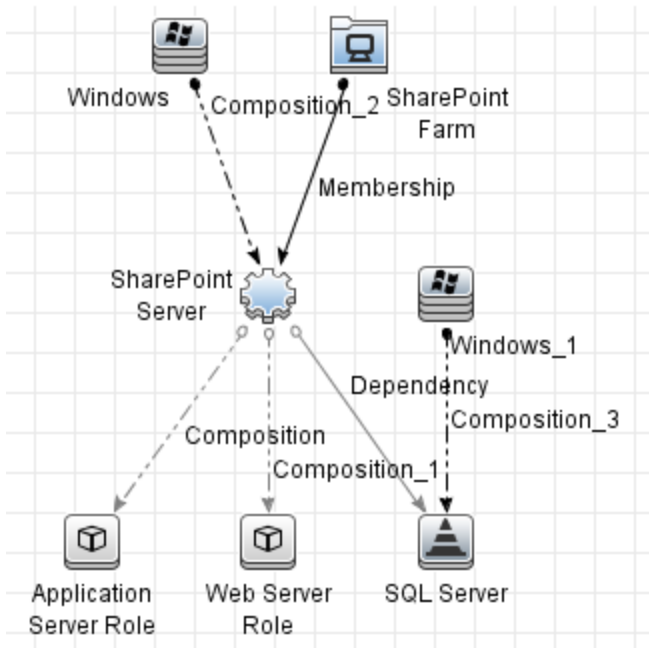 Windows
Composition_2
SharePoint
Farm
Membership
SharePoint
Server
Windows_1
Dependency
Composition_3
Composition
Composition_1
Application
Server Role
Web Server
Role
SQL Server